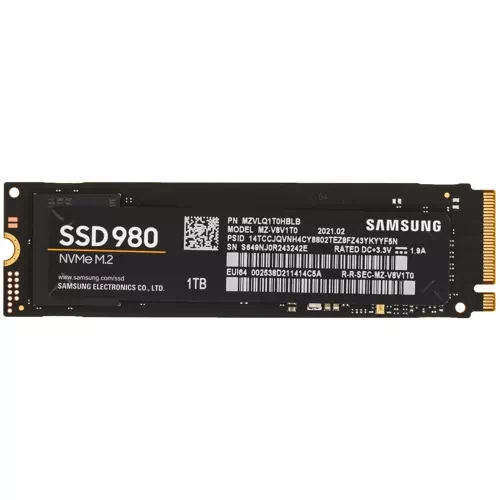 SSD 980
NVMe M.2
www.samsung.com/ssd
SAMSUNG ELECTRONICS CO., LTD.
1TB
PN MZVLQ1T0HBLB
MODEL MZ-V8V1T0 2021.02
PSID 14TCCJQVNH4CY8802TEZ8FZ43YKYYF5N
SN S649NJ0R243242E RATED DC+3.3V 1.9A
SAMSUNG
EUI64 002538D211414C5A R-R-SEC-MZ-V8V1T0